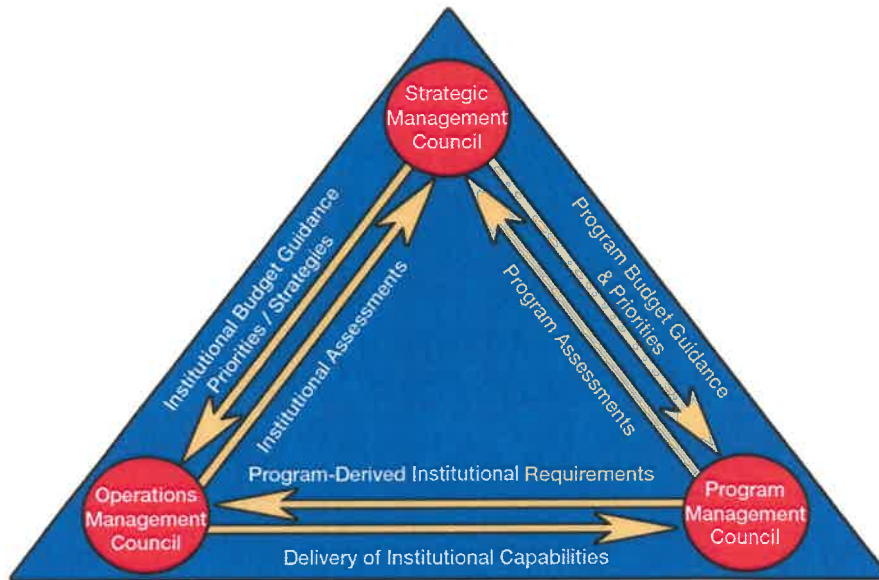 Strategic
Management
Council
Institutional Budget Guidance
Priorities / Strategies
Institutional Assessments
Program Assessments
Program Budget Guidance
& Priorities
Program-Derived Institutional Requirements
Operations
Management
Council
Program
Management
Council
Delivery of Institutional Capabilities